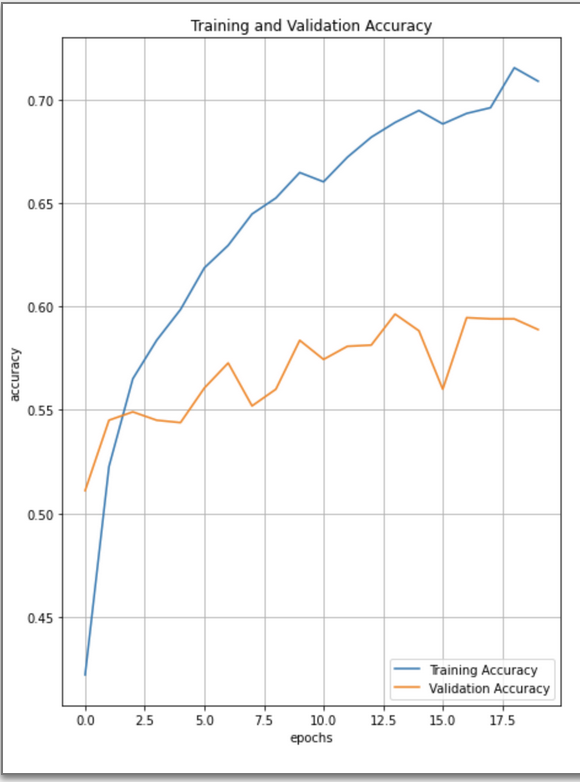 Training and Validation Accuracy
0.70
0.65
0.60
0.55
0.50
0.45
accuracy
0.0 2.5 5.0 7.5 10.0 12.5 15.0 17.5
epochs
Training Accuracy
Validation Accuracy